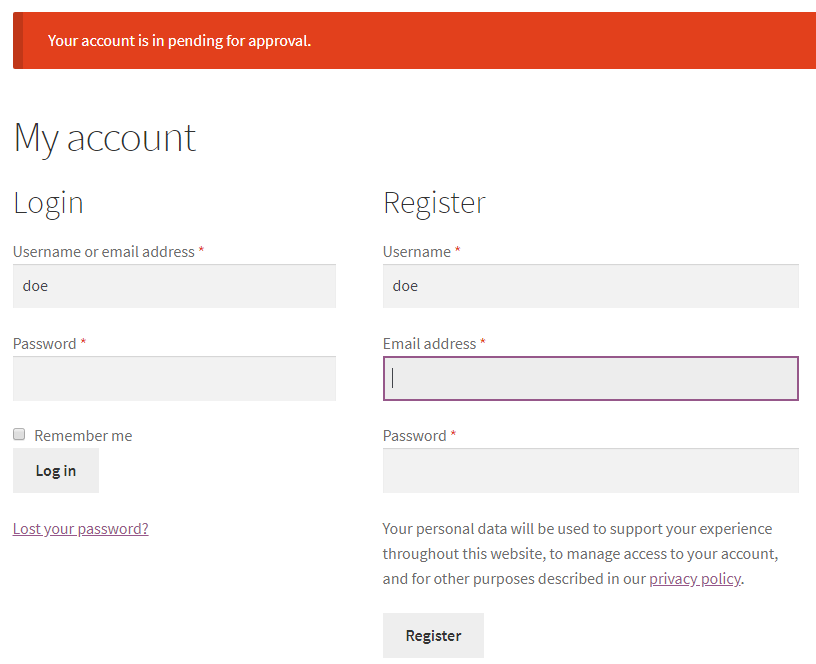 Your account is in pending for approval.
My account
Login
Username or email address *
doe
Password *
Remember me
Log in
Lost your password?
Register
Username *
doe
Email address *
Password *
Your personal data will be used to support your experience
throughout this website, to manage access to your account,
and for other purposes described in our privacy policy.
Register